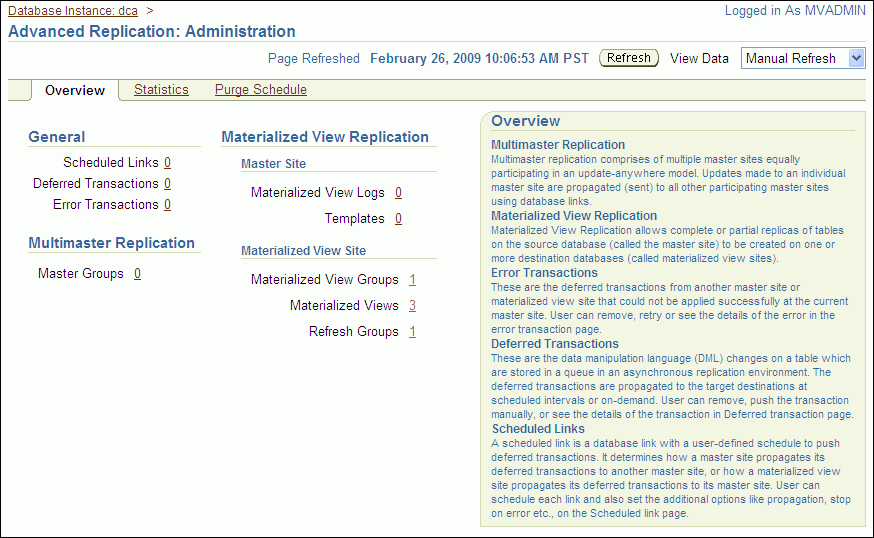 Database Instance: dca >
Logged in As MVADMIN
Advanced Replication: Administration
Page Refreshed February 26, 2009 10:06:53 AM PST Refresh View Data Manual Refresh
Overview Statistics Purge Schedule
General
Scheduled Links 0
Deferred Transactions 0
Error Transactions 0
Multimaster Replication
Master Groups 0
Materialized View Replication
Master Site
Materialized View Logs 0
Templates 0
Materialized View Site
Materialized View Groups 1
Materialized Views 3
Refresh Groups 1
Overview
Multimaster Replication
Multimaster replication comprises of multiple master sites equally
participating in an update-anywhere model. Updates made to an individual
master site are propagated (sent) to all other participating master sites
using database links.
Materialized View Replication
Materialized View Replication allows complete or partial replicas of tables
on the source database (called the master site) to be created on one or
more destination databases (called materialized view sites).
Error Transactions
These are the deferred transactions from another master site or
materialized view site that could not be applied successfully at the current
master site. User can remove, retry or see the details of the error in the
error transaction page.
Deferred Transactions
These are the data manipulation language (DML) changes on a table which
are stored in a queue in an asynchronous replication environment. The
deferred transactions are propagated to the target destinations at
scheduled intervals or on-demand. User can remove, push the transaction
manually, or see the details of the transaction in Deferred transaction page.
Scheduled Links
A scheduled link is a database link with a user-defined schedule to push
deferred transactions. It determines how a master site propagates its
deferred transactions to another master site, or how a materialized view
site propagates its deferred transactions to its master site. User can
schedule each link and also set the additional options like propagation, stop
on error etc., on the Scheduled link page.